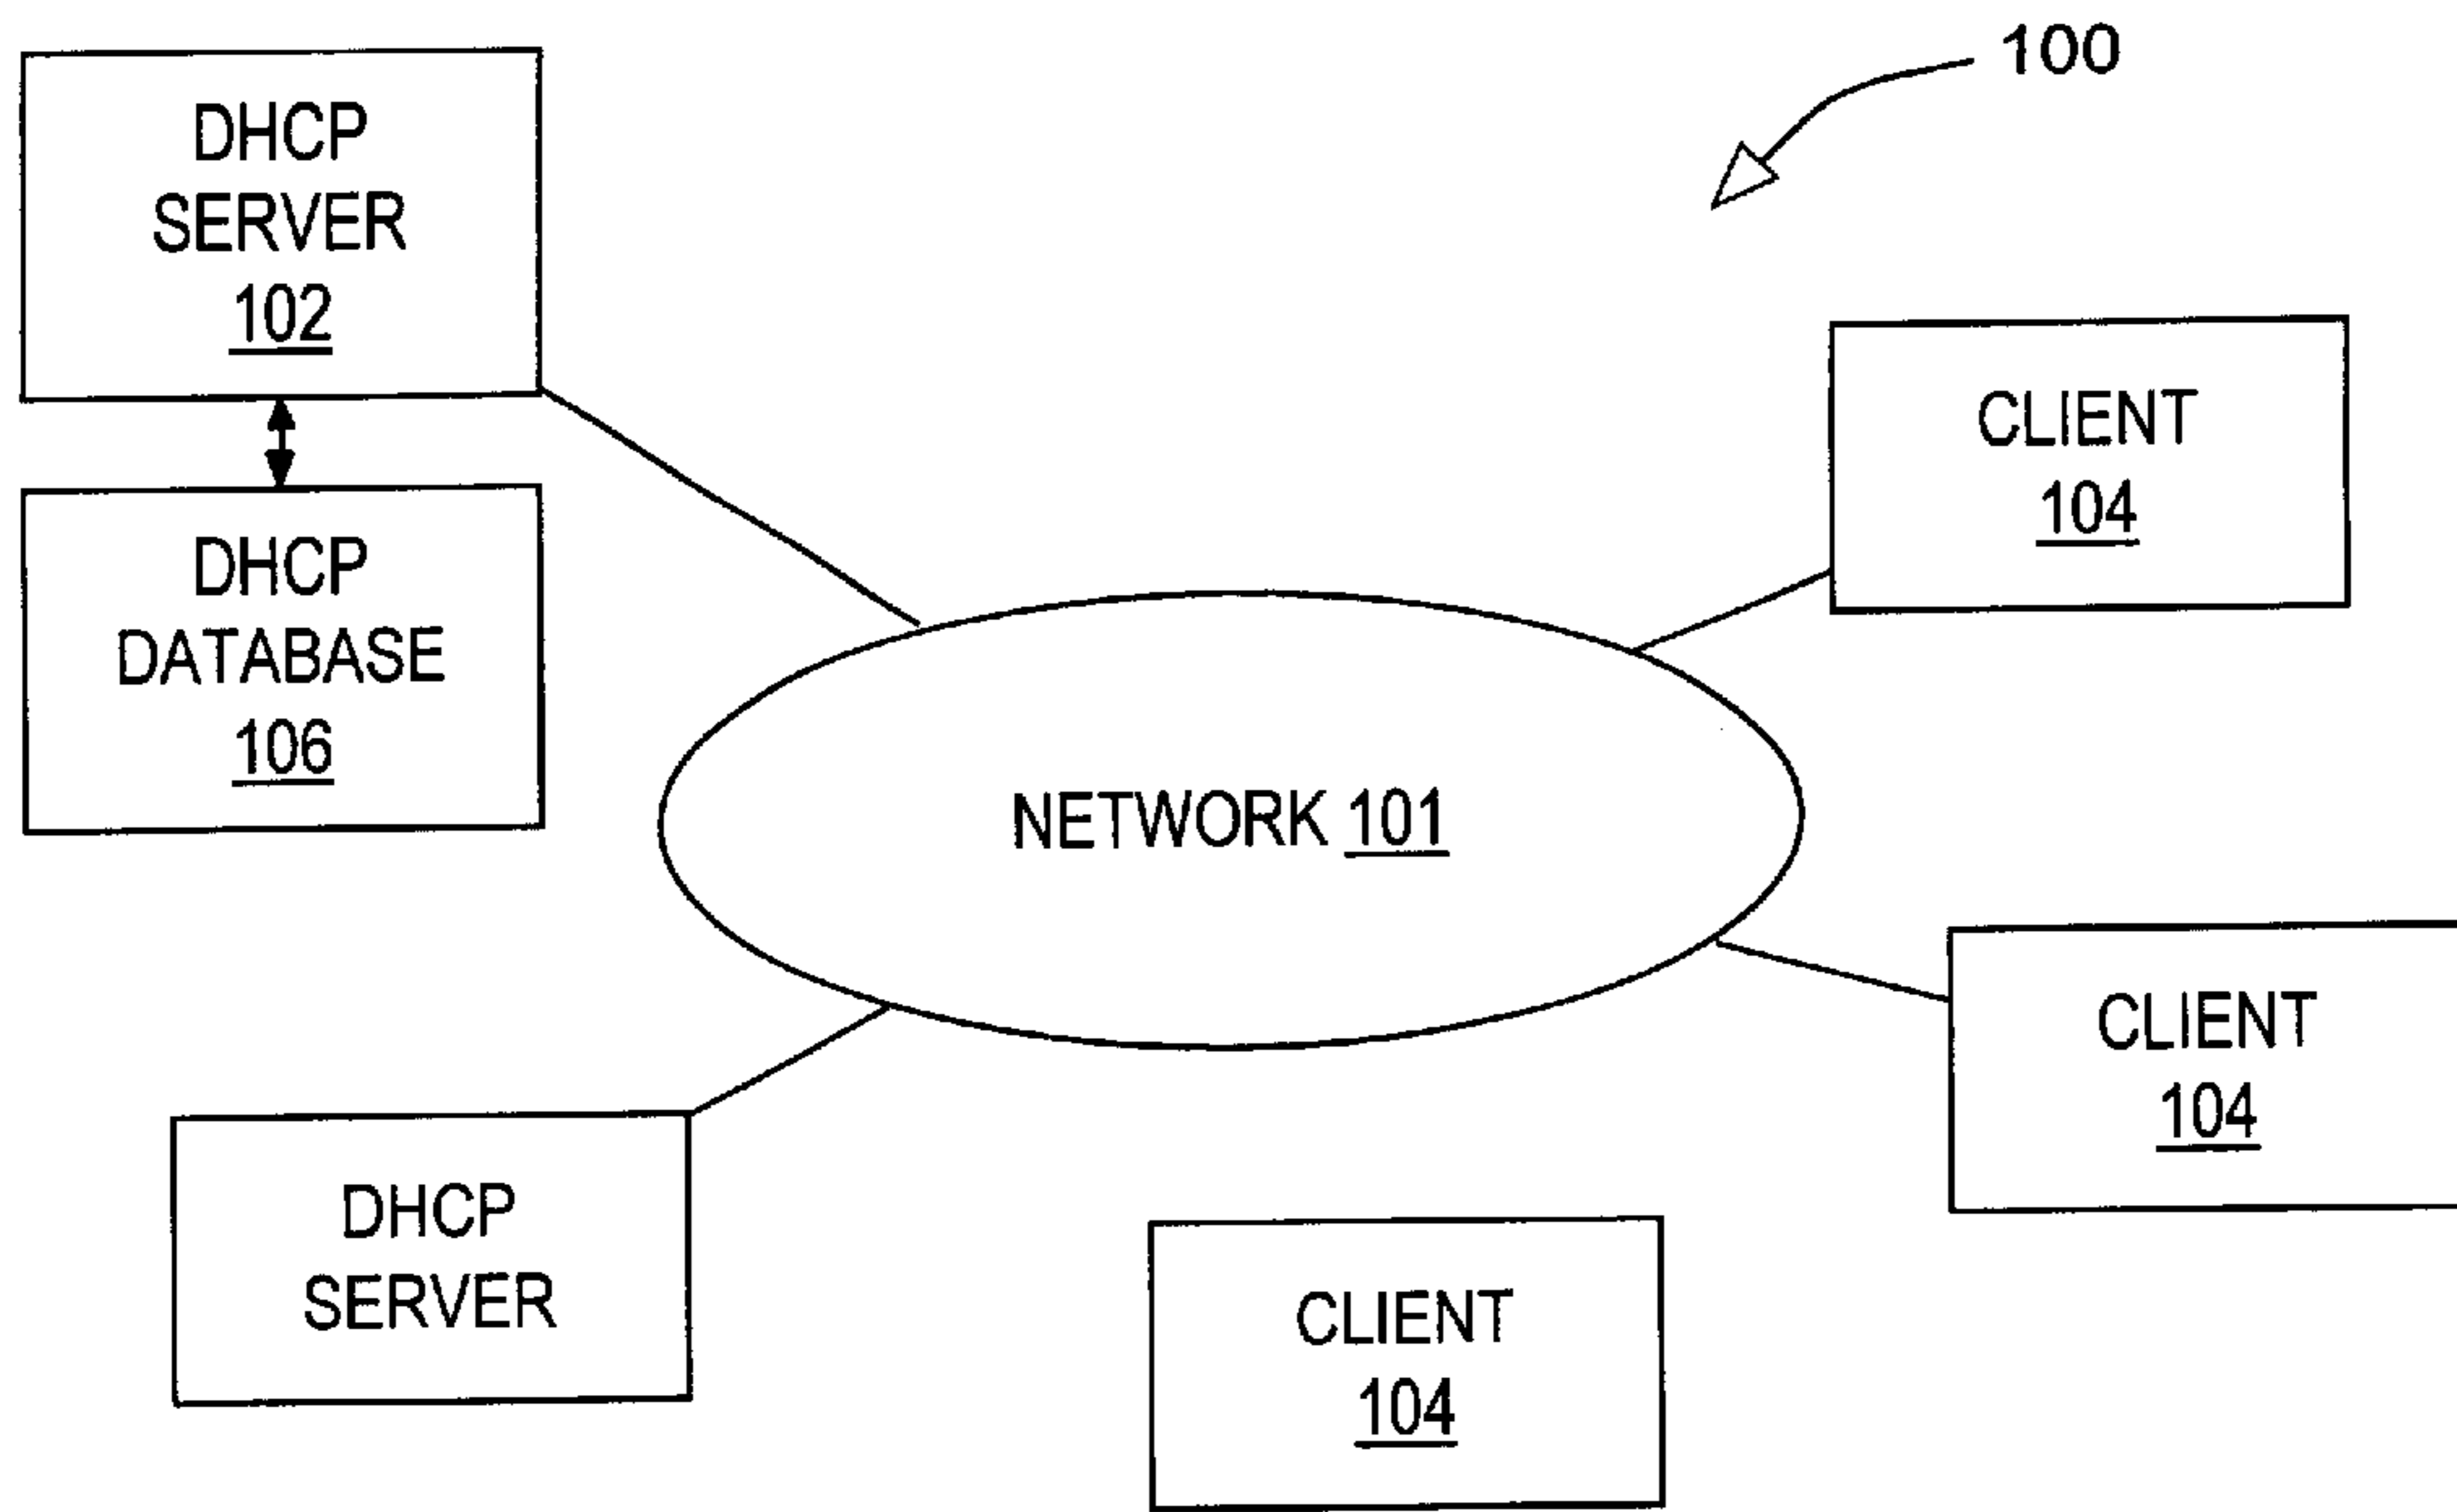 100
DHCP
SERVER
102
DHCP
DATABASE
106
CLIENT
104
NETWORK 101
CLIENT
104
DHCP
SERVER
CLIENT
104